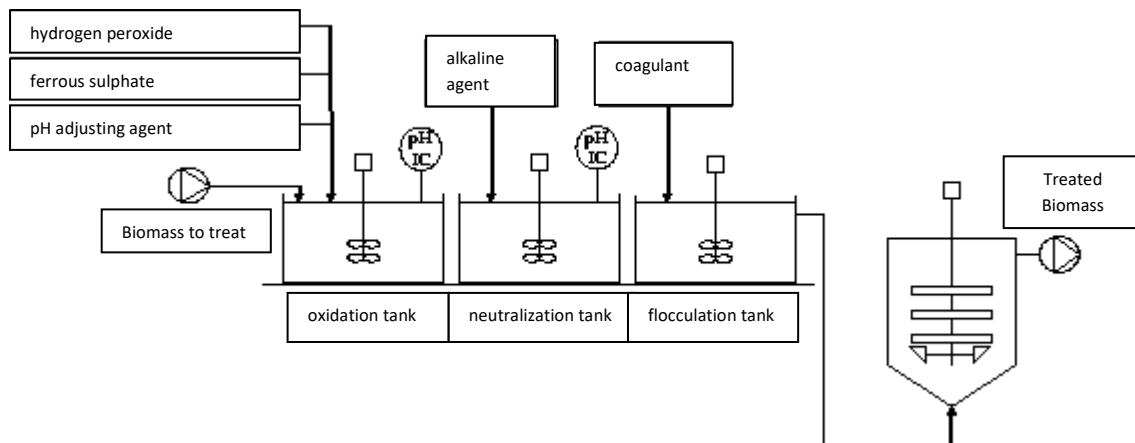 hydrogen peroxide
ferrous sulphate
pH adjusting agent
alkaline
agent
coagulant
pH
IC
pH
IC
Biomass to treat
Treated
Biomass
oxidation tank
neutralization tank
flocculation tank